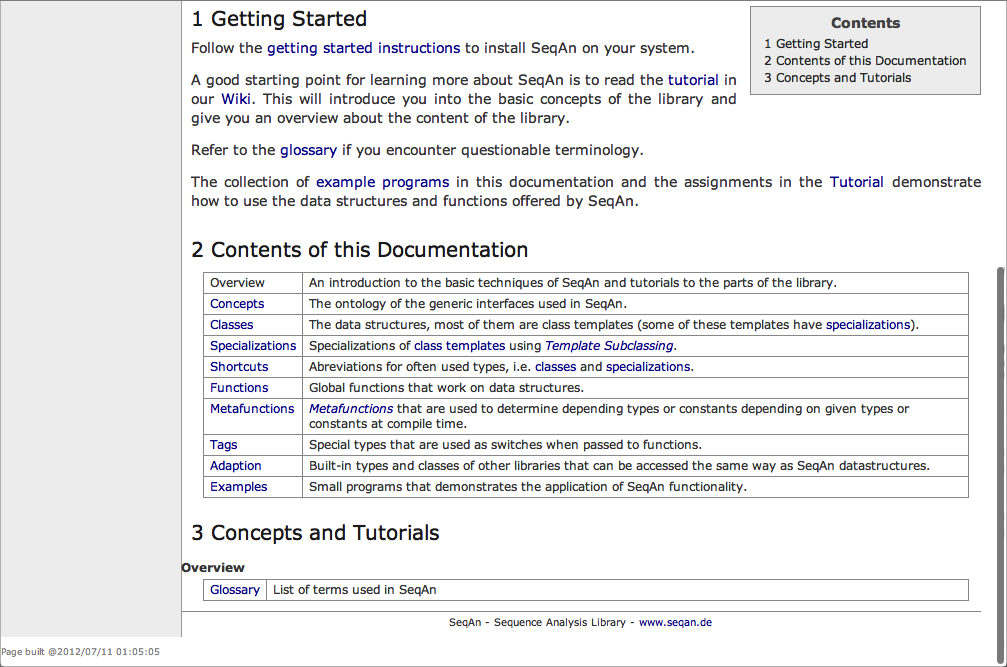 1 Getting Started
Contents
1 Getting Started
2 Contents of this Documentation
3 Concepts and Tutorials
Follow the getting started instructions to install SeqAn on your system.
A good starting point for learning more about SeqAn is to read the tutorial in
our Wiki. This will introduce you into the basic concepts of the library and
give you an overview about the content of the library.
Refer to the glossary if you encounter questionable terminology.
The collection of example programs in this documentation and the assignments in the Tutorial demonstrate
how to use the data structures and functions offered by SeqAn.
2 Contents of this Documentation
Overview An introduction to the basic techniques of SeqAn and tutorials to the parts of the library.
Concepts The ontology of the generic interfaces used in SeqAn.
Classes The data structures, most of them are class templates (some of these templates have specializations).
Specializations Specializations of class templates using Template Subclassing.
Shortcuts Abreviations for often used types, i.e. classes and specializations.
Functions Global functions that work on data structures.
Metafunctions Metafunctions that are used to determine depending types or constants depending on given types or
constants at compile time.
Tags Special types that are used as switches when passed to functions.
Adaption Built-in types and classes of other libraries that can be accessed the same way as SeqAn datastructures.
Examples Small programs that demonstrates the application of SeqAn functionality.
3 Concepts and Tutorials
Overview
Glossary List of terms used in SeqAn
SeqAn - Sequence Analysis Library - www.seqan.de
Page built @2012/07/11 01:05:05